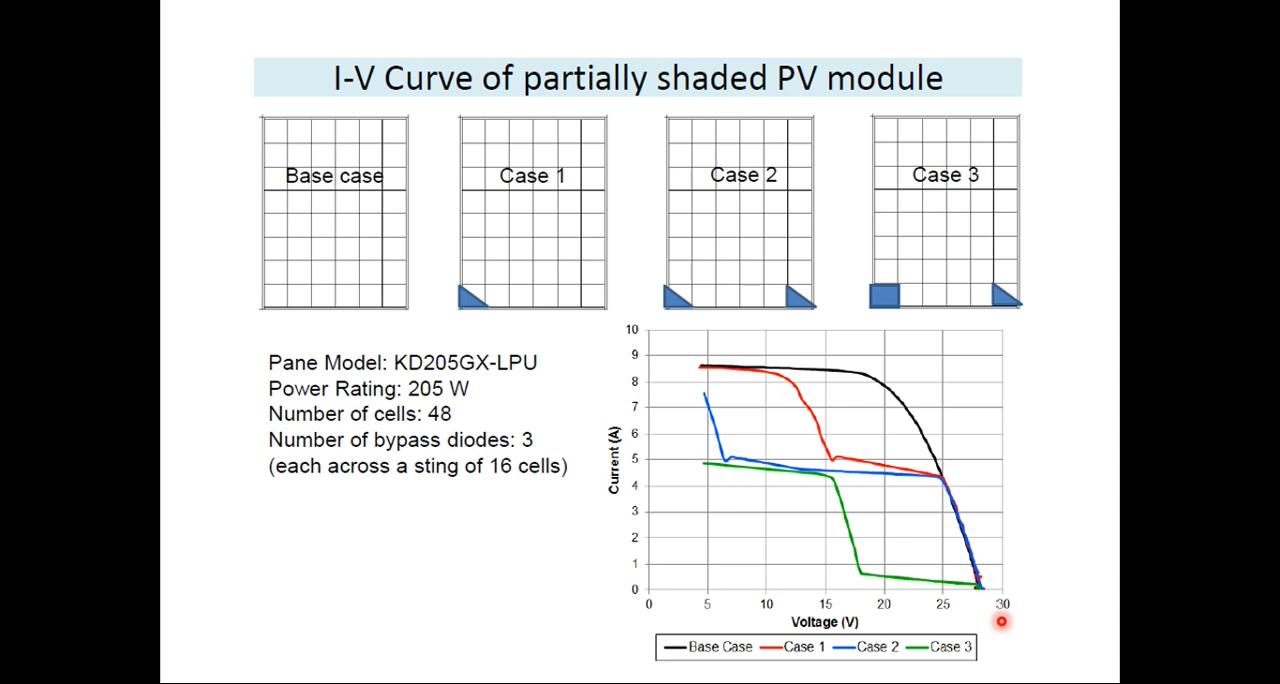 I-V Curve of partially shaded PV module
Base case
Case 1
Case 2
Case 3
Pane Model: KD205GX-LPU
Power Rating: 205 W
Number of cells: 48
Number of bypass diodes: 3
(each across a sting of 16 cells)
10
9
8
7
6
5
4
3
2
1
0
Current (A)
0 5 10 15 20 25 30
Voltage (V)
Base Case Case 1 Case 2 Case 3